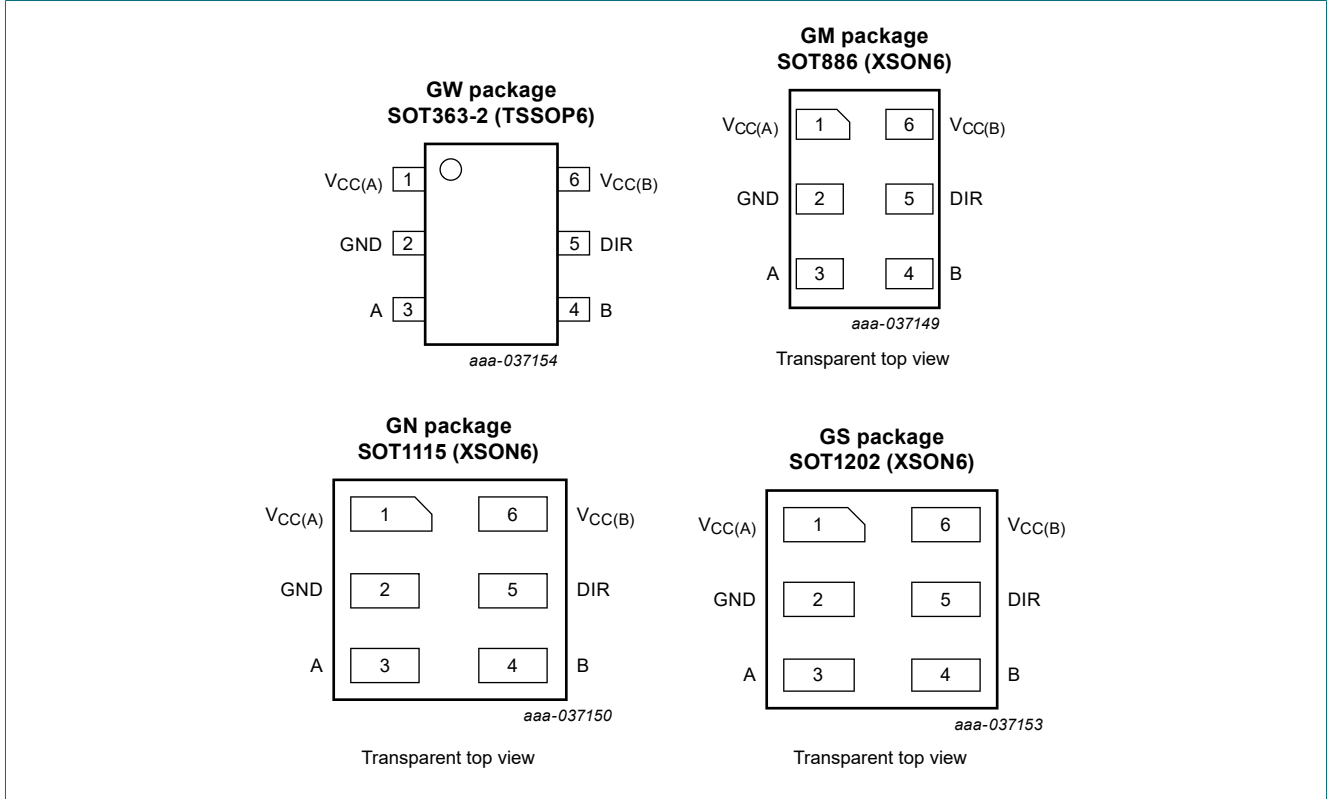 GW package
SOT363-2 (TSSOP6)
VCC(A) 1
6 VCC(B)
GND 2
5 DIR
A 3
4 B
aaa-037154
GM package
SOT886 (XSON6)
VCC(A) 1
6 VCC(B)
GND 2
5 DIR
A 3
4 B
aaa-037149
Transparent top view
GN package
SOT1115 (XSON6)
VCC(A) 1
6 VCC(B)
GND 2
5 DIR
A 3
4 B
aaa-037150
Transparent top view
GS package
SOT1202 (XSON6)
VCC(A) 1
6 VCC(B)
GND 2
5 DIR
A 3
4 B
aaa-037153
Transparent top view